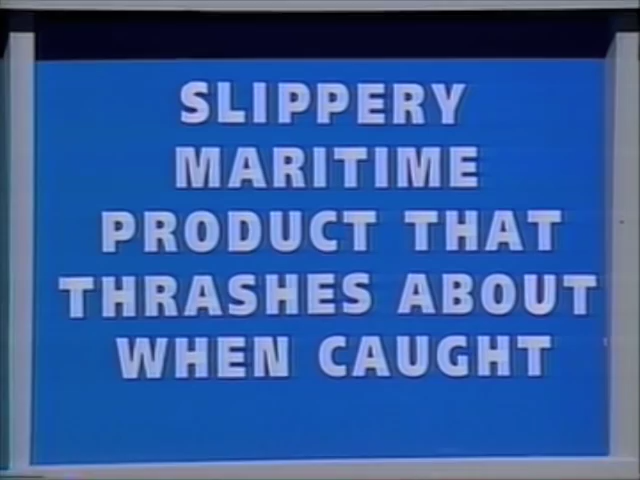 SLIPPERY
MARITIME
PRODUCT THAT
THRASHES ABOUT
WHEN CAUGHT